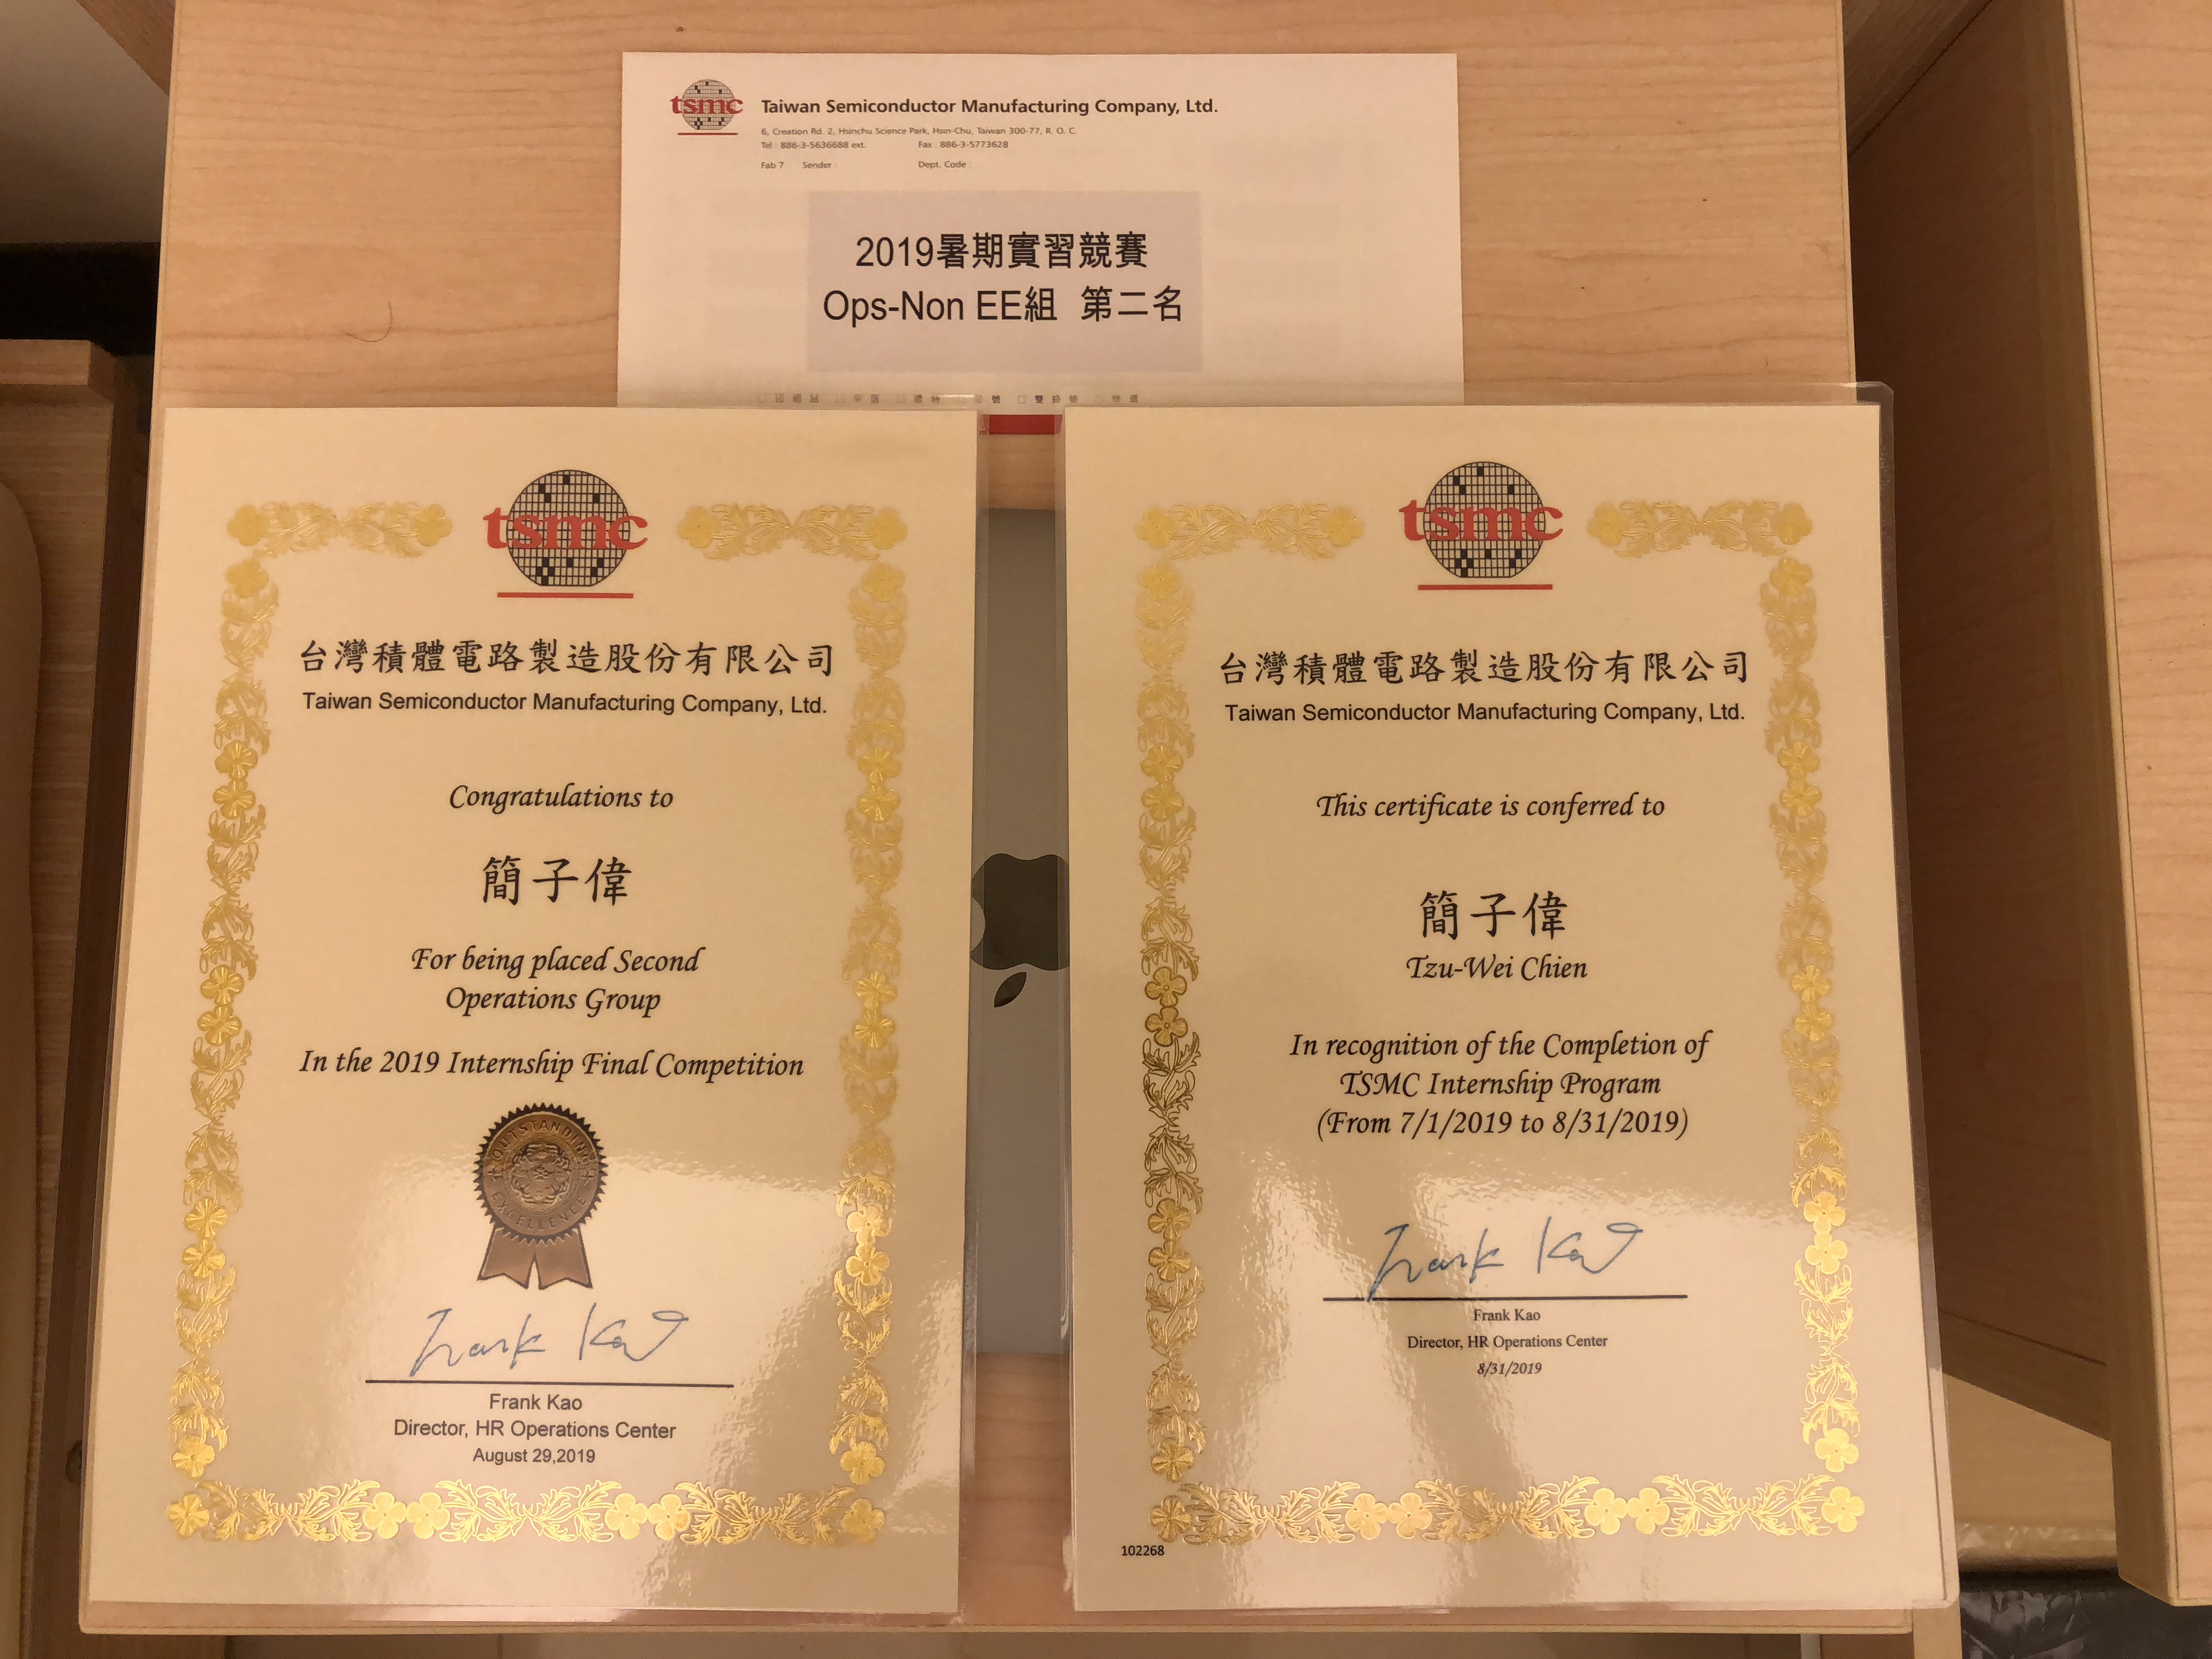 tsmc
Taiwan Semiconductor Manufacturing Company, Ltd.
6, Creation Rd. 2, Hsinchu Science Park, Hsin-Chu, Taiwan 300-77, R. O. C.
Tel : 886-3-5636688 ext. Fax : 886-3-5773628
Fab 7 Sender Dept. Code
2019暑期實習競賽
Ops-Non EE組 第二名
tsmc
台灣積體電路製造股份有限公司
Taiwan Semiconductor Manufacturing Company, Ltd.
Congratulations to
簡子偉
For being placed Second
Operations Group
In the 2019 Internship Final Competition
OUTSTANDING
EXCELLENCE
Frank Kao
Frank Kao
Director, HR Operations Center
August 29,2019
tsmc
台灣積體電路製造股份有限公司
Taiwan Semiconductor Manufacturing Company, Ltd.
This certificate is conferred to
簡子偉
Tzu-Wei Chien
In recognition of the Completion of
TSMC Internship Program
(From 7/1/2019 to 8/31/2019)
Frank Kao
Frank Kao
Director, HR Operations Center
8/31/2019
102268